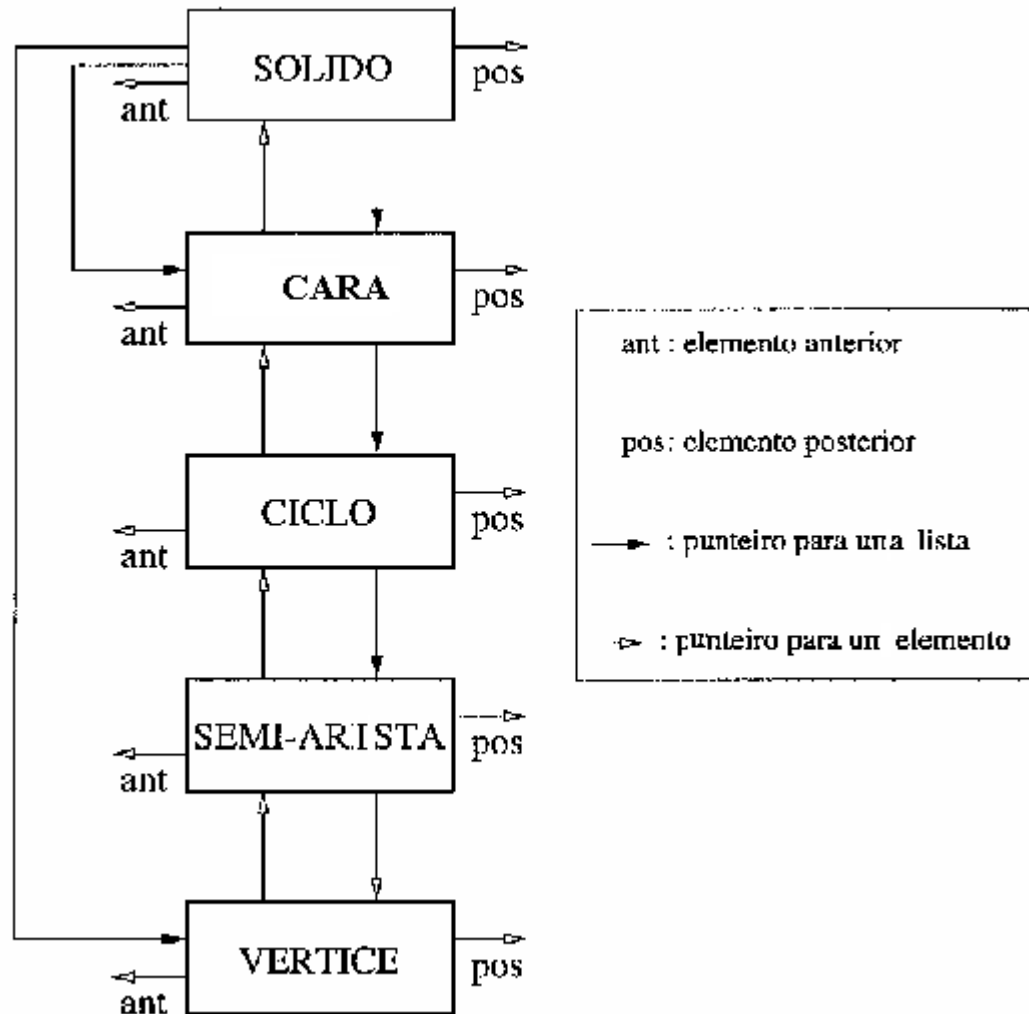 SOLIDO
pos
ant
CARA
pos
ant
CICLO
pos
ant
SEMI-ARISTA
pos
ant
VERTICE
pos
ant
ant : elemento anterior
pos: elemento posterior
: punteiro para una lista
: punteiro para un elemento